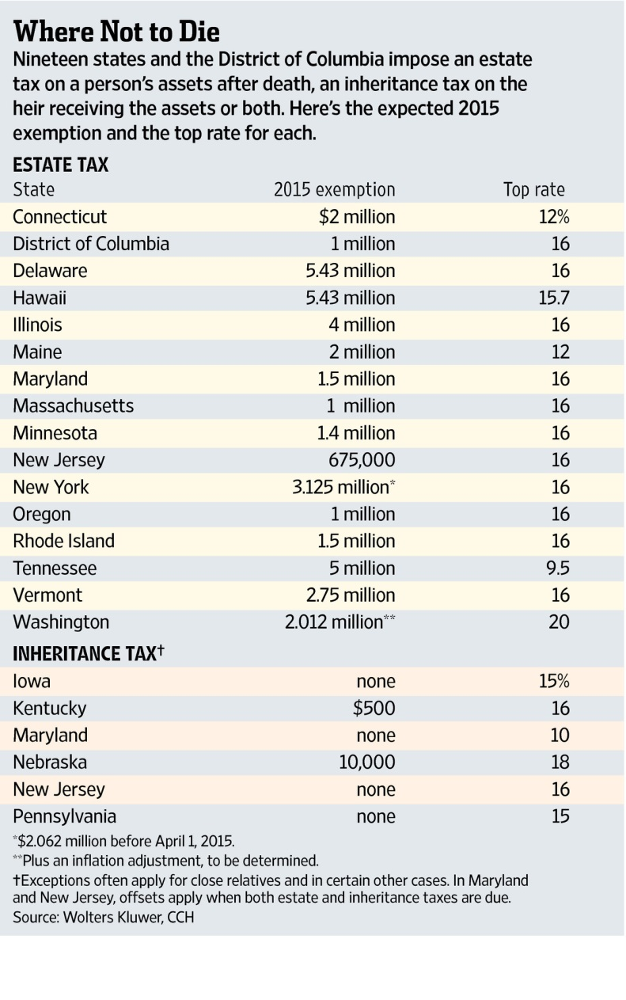 Where Not to Die
Nineteen states and the District of Columbia impose an estate
tax on a person's assets after death, an inheritance tax on the
heir receiving the assets or both. Here's the expected 2015
exemption and the top rate for each.
ESTATE TAX
State 2015 exemption Top rate
Connecticut $2 million 12%
District of Columbia 1 million 16
Delaware 5.43 million 16
Hawaii 5.43 million 15.7
Illinois 4 million 16
Maine 2 million 12
Maryland 1.5 million 16
Massachusetts 1 million 16
Minnesota 1.4 million 16
New Jersey 675,000 16
New York 3.125 million* 16
Oregon 1 million 16
Rhode Island 1.5 million 16
Tennessee 5 million 9.5
Vermont 2.75 million 16
Washington 2.012 million** 20
INHERITANCE TAX†
Iowa none 15%
Kentucky $500 16
Maryland none 10
Nebraska 10,000 18
New Jersey none 16
Pennsylvania none 15
*$2.062 million before April 1, 2015.
**Plus an inflation adjustment, to be determined.
†Exceptions often apply for close relatives and in certain other cases. In Maryland
and New Jersey, offsets apply when both estate and inheritance taxes are due.
Source: Wolters Kluwer, CCH